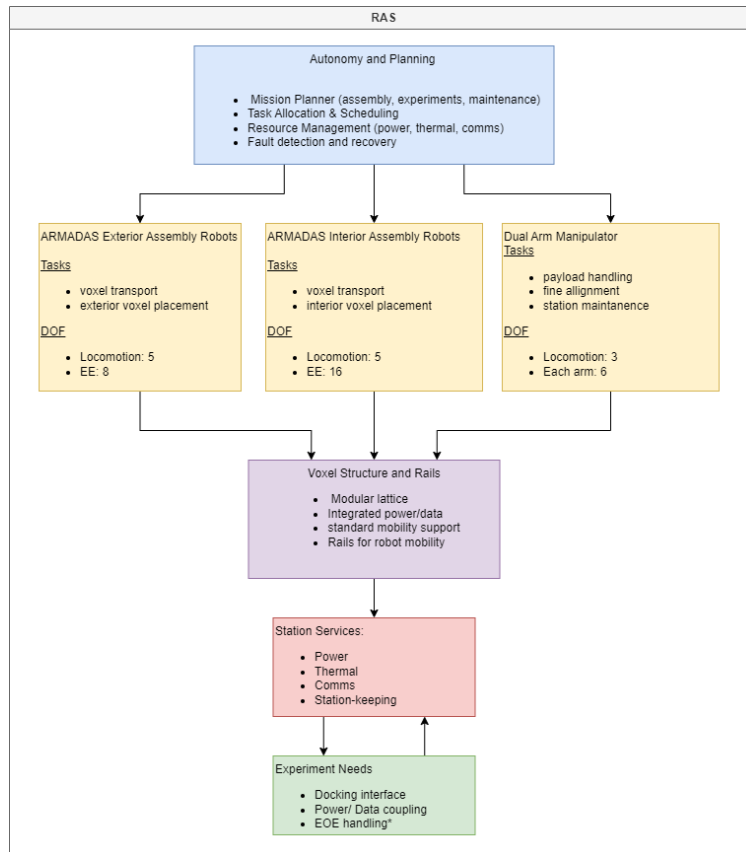 RAS
Autonomy and Planning
Mission Planner (assembly, experiments, maintenance)
Task Allocation & Scheduling
Resource Management (power, thermal, comms)
Fault detection and recovery
ARMADAS Exterior Assembly Robots
Tasks
voxel transport
exterior voxel placement
DOF
Locomotion: 5
EE: 8
ARMADAS Interior Assembly Robots
Tasks
voxel transport
interior voxel placement
DOF
Locomotion: 5
EE: 16
Dual Arm Manipulator
Tasks
payload handling
fine allignment
station maintanence
DOF
Locomotion: 3
Each arm: 6
Voxel Structure and Rails
Modular lattice
Integrated power/data
standard mobility support
Rails for robot mobility
Station Services:
Power
Thermal
Comms
Station-keeping
Experiment Needs
Docking interface
Power/ Data coupling
EOE handling*